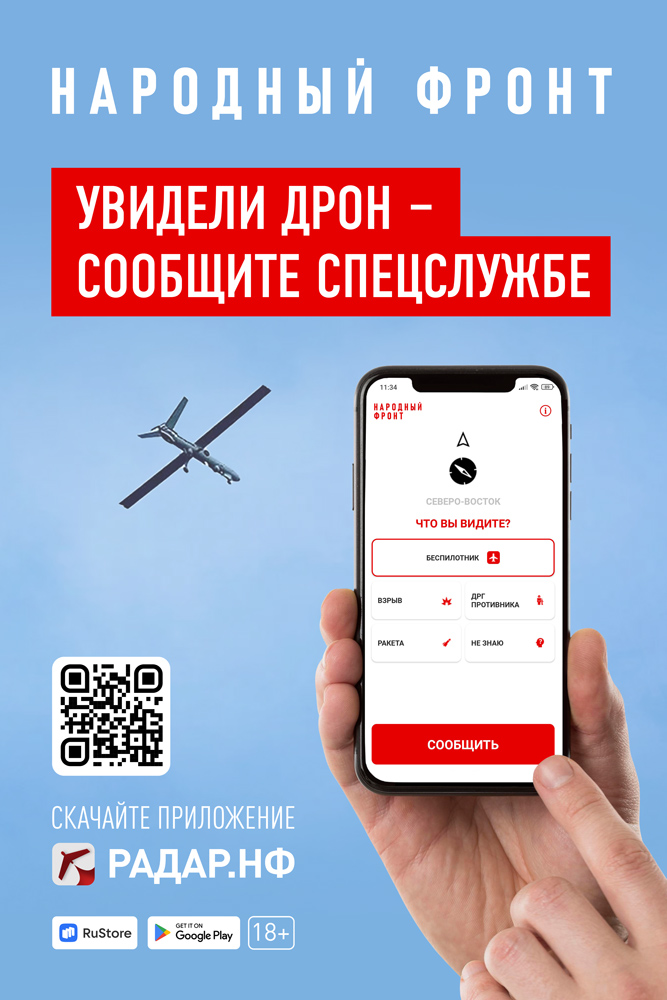 НАРОДНЫЙ ФРОНТ
УВИДЕЛИ ДРОН –
СООБЩИТЕ СПЕЦСЛУЖБЕ
11:34
НАРОДНЫЙ
ФРОНТ
СЕВЕРО-ВОСТОК
ЧТО ВЫ ВИДИТЕ?
БЕСПИЛОТНИК
ВЗРЫВ
ДРГ
ПРОТИВНИКА
РАКЕТА
НЕ ЗНАЮ
СООБЩИТЬ
СКАЧАЙТЕ ПРИЛОЖЕНИЕ
РАДАР.НФ
RuStore
GET IT ON
Google Play
18+